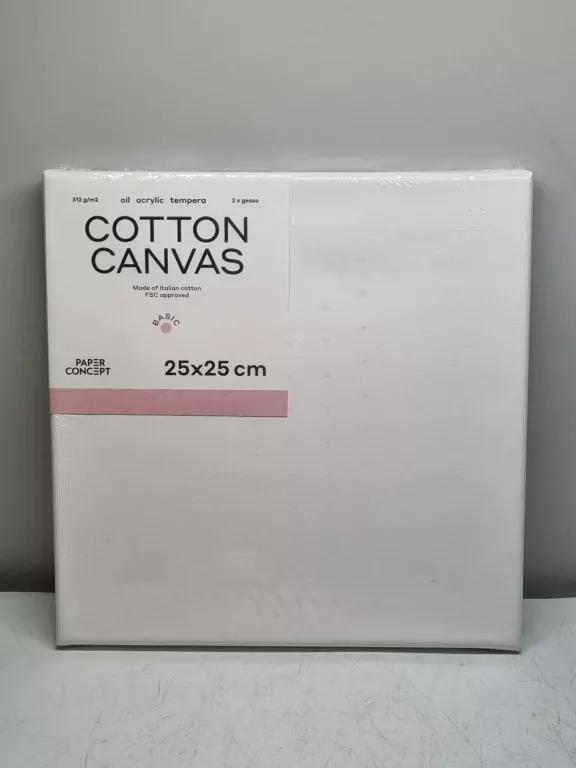 312 g/m2 oil acrylic tempera 2 x gesso
COTTON
CANVAS
Made of Italian cotton
FSC approved
BASIC
PAPER
CONCEPT
25x25 cm